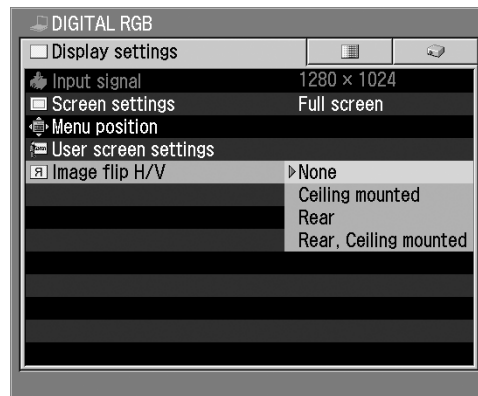 DIGITAL RGB
Display settings
Input signal 1280 × 1024
Screen settings Full screen
Menu position
User screen settings
Image flip H/V None
Ceiling mounted
Rear
Rear, Ceiling mounted